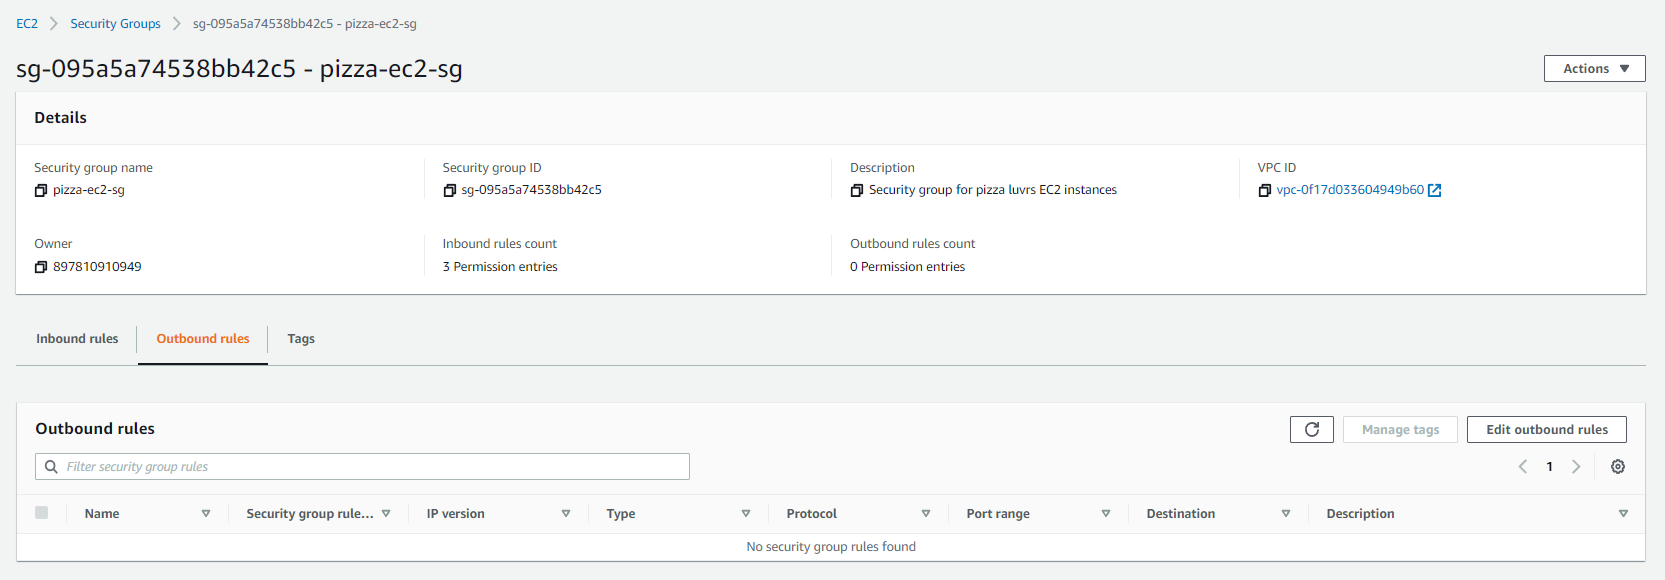 EC2 Security Groups sg-095a5a74538bb42c5 - pizza-ec2-sg
sg-095a5a74538bb42c5 - pizza-ec2-sg
Actions
Details
Security group name Security group ID Description VPC ID
pizza-ec2-sg sg-095a5a74538bb42c5 Security group for pizza luvrs EC2 instances vpc-0f17d033604949b60
Owner Inbound rules count Outbound rules count
897810910949 3 Permission entries 0 Permission entries
Inbound rules Outbound rules Tags
Outbound rules Manage tags Edit outbound rules
Filter security group rules 1
Name Security group rule... IP version Type Protocol Port range Destination Description
No security group rules found